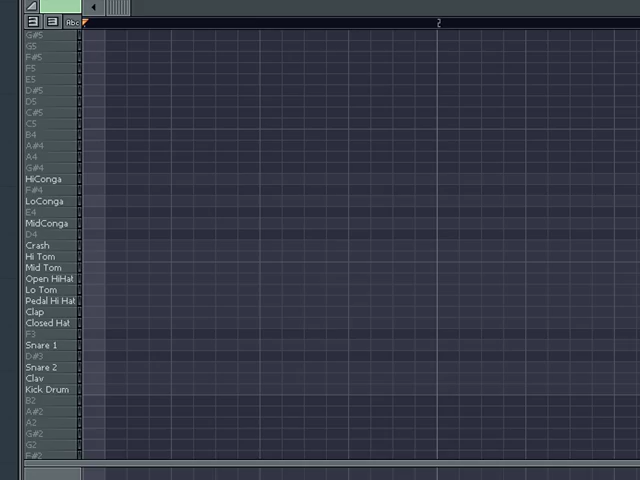 Abc
2
G#5
G5
F#5
F5
E5
D#5
D5
C#5
C5
B4
A#4
A4
G#4
HiConga
F#4
LoConga
E4
MidConga
D4
Crash
Hi Tom
Mid Tom
Open HiHat
Lo Tom
Pedal Hi Hat
Clap
Closed Hat
F3
Snare 1
D#3
Snare 2
Clav
Kick Drum
B2
A#2
A2
G#2
G2
F#2